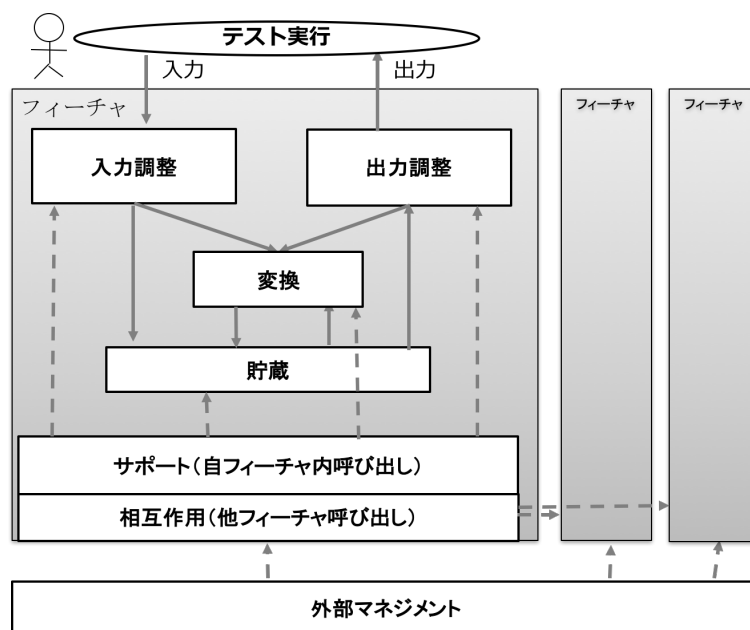 テスト実行
入力
出力
フィーチャ
フィーチャ
フィーチャ
入力調整
出力調整
変換
貯蔵
サポート(自フィーチャ内呼び出し)
相互作用(他フィーチャ呼び出し)
外部マネジメント